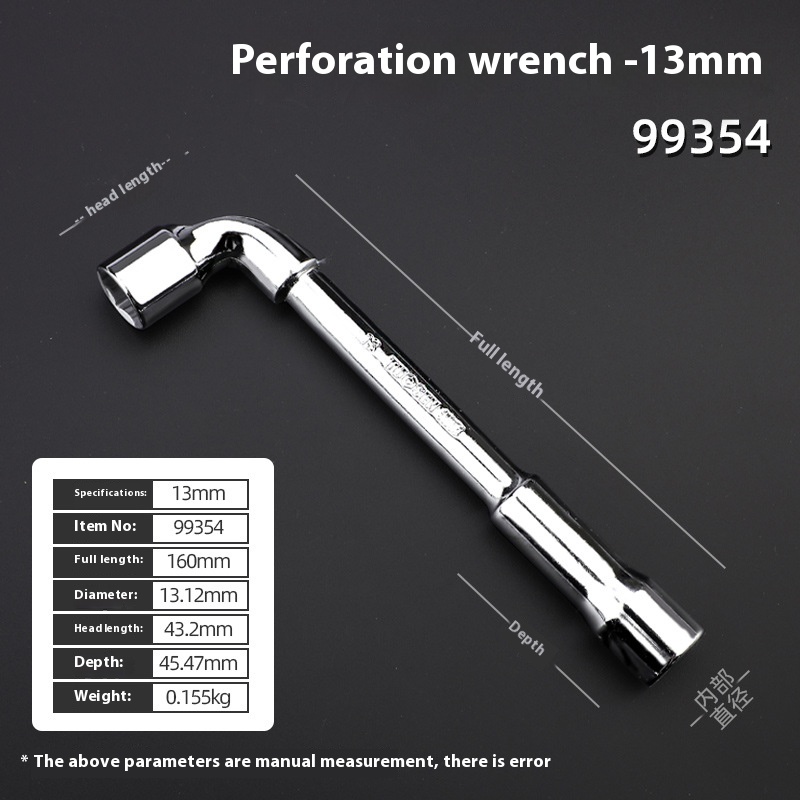 Perforation wrench -13mm
99354
-- head length-- -
Full length
Specifications: 13mm
Item No: 99354
Full length: 160mm
Diameter: 13.12mm
Head length: 43.2mm
Depth: 45.47mm
Weight: 0.155kg
Depth
内部
直径
* The above parameters are manual measurement, there is error